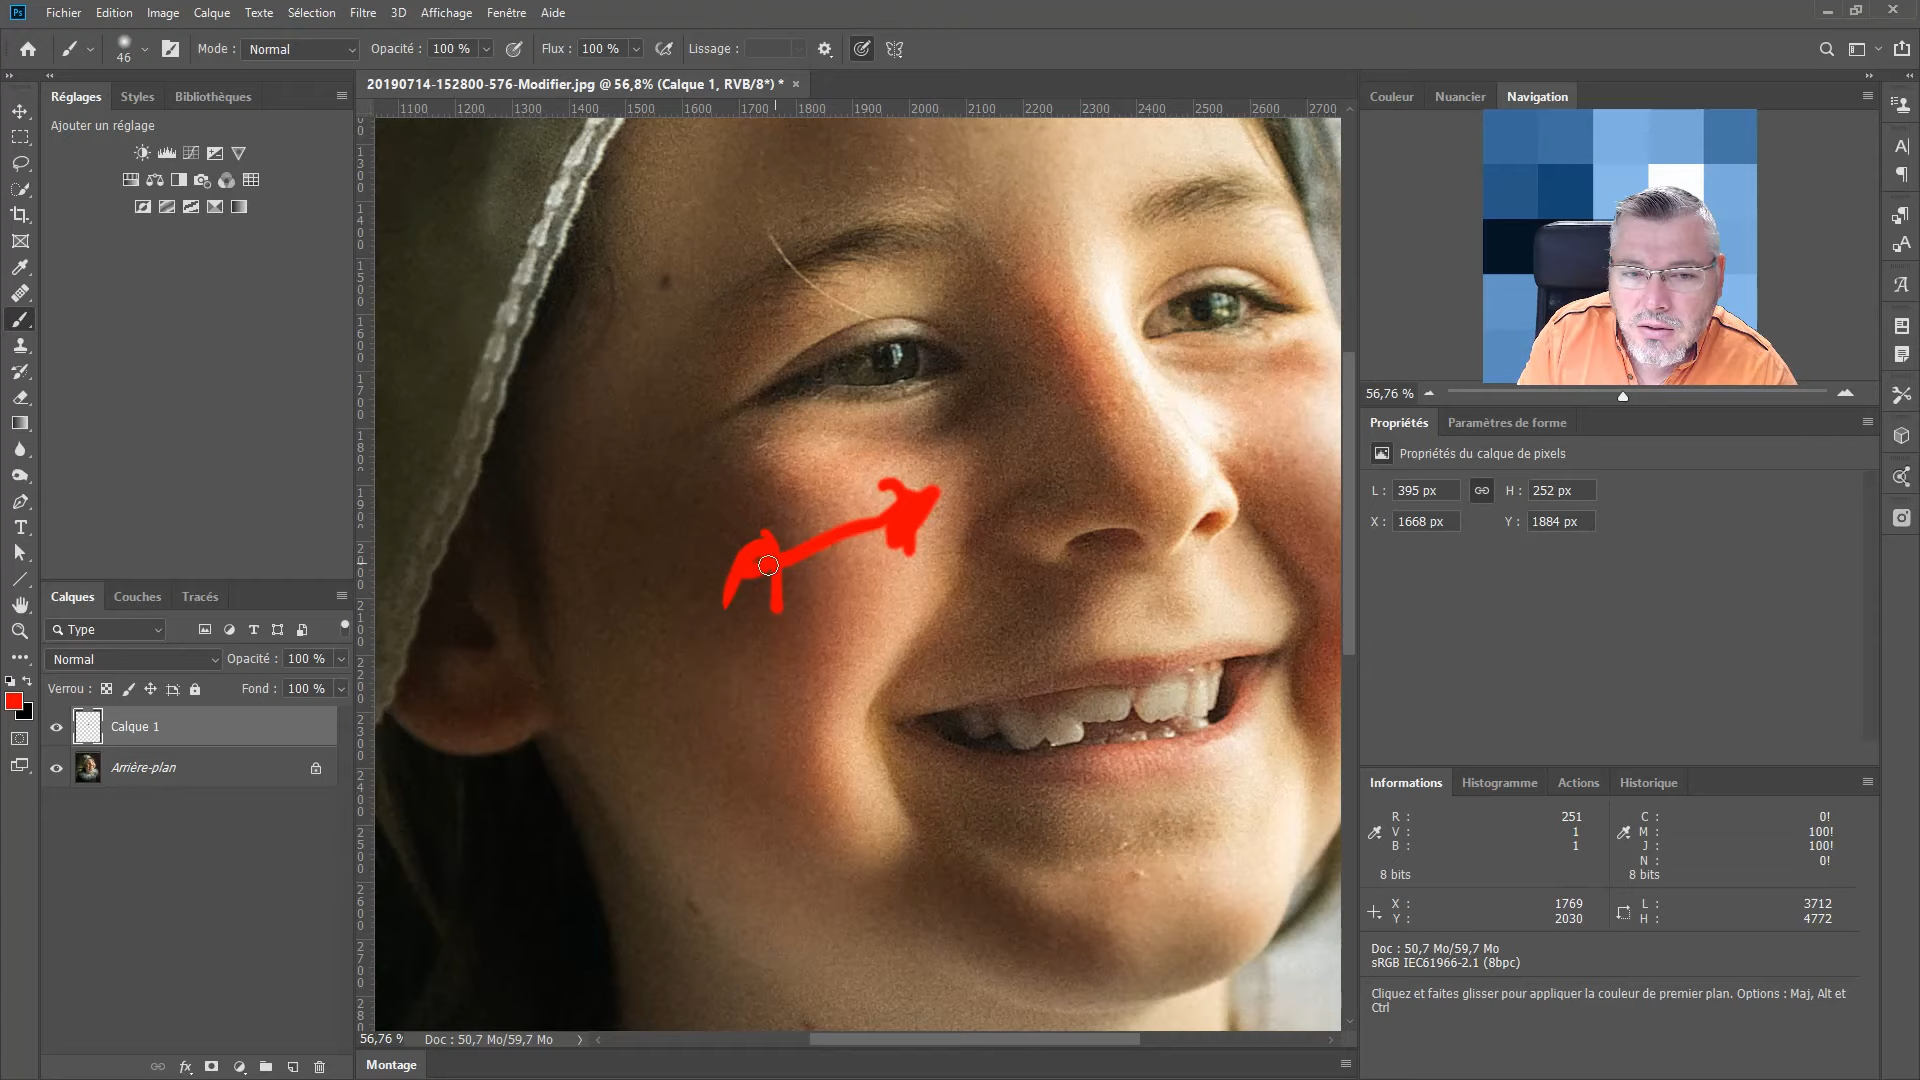 Ps Fichier Edition Image Calque Texte Sélection Filtre 3D Affichage Fenêtre Aide
46 Mode : Normal Opacité : 100 % Flux : 100 % Lissage :
Réglages Styles Bibliothèques
Ajouter un réglage
20190714-152800-576-Modifier.jpg @ 56,8% (Calque 1, RVB/8*) * ×
1100 1200 1300 1400 1500 1600 1700 1800 1900 2000 2100 2200 2300 2400 2500 2600 2700
Couleur Nuancier Navigation
56,76 %
Propriétés Paramètres de forme
Propriétés du calque de pixels
L : 395 px H : 252 px
X : 1668 px Y : 1884 px
Calques Couches Tracés
Type
Normal Opacité : 100 %
Verrou : Fond : 100 %
Calque 1
Arrière-plan
Informations Histogramme Actions Historique
R : 251 C : 0!
V : 1 M : 100!
B : 1 J : 100!
N : 0!
8 bits 8 bits
X : 1769 L : 3712
Y : 2030 H : 4772
Doc : 50,7 Mo/59,7 Mo
sRGB IEC61966-2.1 (8bpc)
Cliquez et faites glisser pour appliquer la couleur de premier plan. Options : Maj, Alt et
Ctrl
56,76 % Doc : 50,7 Mo/59,7 Mo
Montage